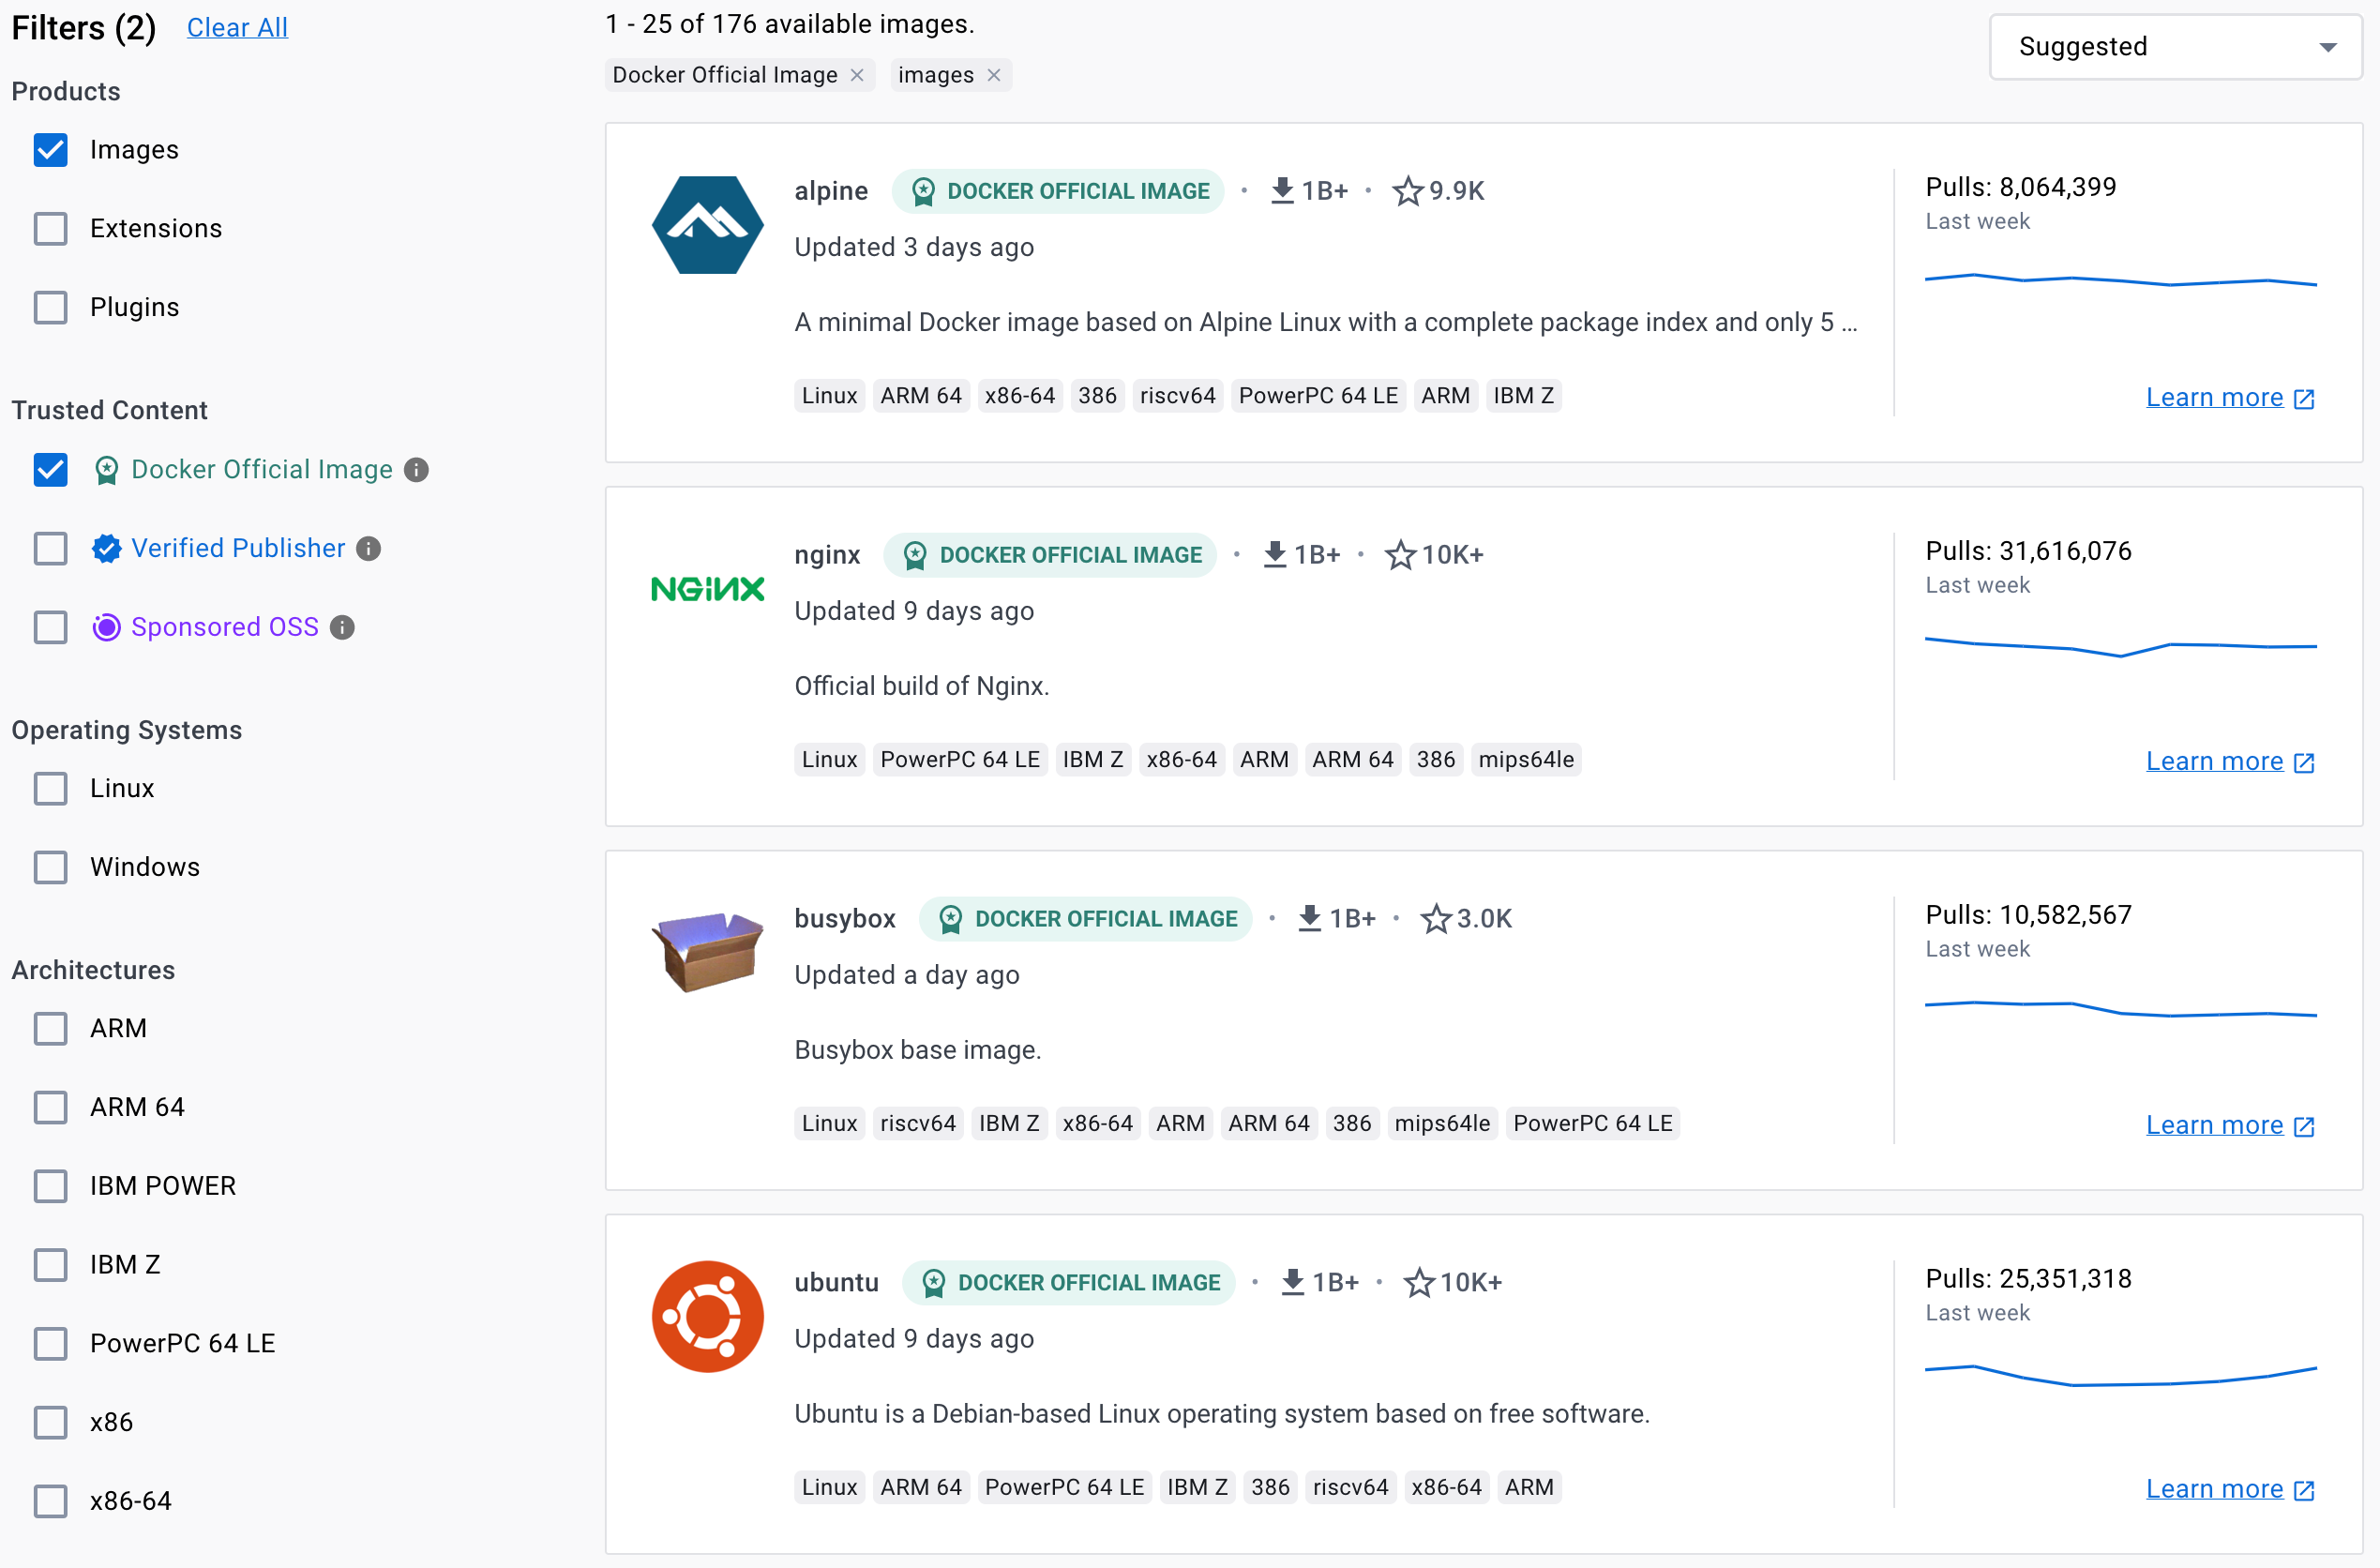 Filters (2) Clear All
Products
Images
Extensions
Plugins
Trusted Content
Docker Official Image
Verified Publisher
Sponsored OSS
Operating Systems
Linux
Windows
Architectures
ARM
ARM 64
IBM POWER
IBM Z
PowerPC 64 LE
x86
x86-64
1 - 25 of 176 available images.
Docker Official Image × images ×
Suggested
alpine DOCKER OFFICIAL IMAGE · 1B+ · 9.9K
Updated 3 days ago
A minimal Docker image based on Alpine Linux with a complete package index and only 5 ...
Linux ARM 64 x86-64 386 riscv64 PowerPC 64 LE ARM IBM Z
Pulls: 8,064,399
Last week
Learn more
NGINX
nginx DOCKER OFFICIAL IMAGE · 1B+ · 10K+
Updated 9 days ago
Official build of Nginx.
Linux PowerPC 64 LE IBM Z x86-64 ARM ARM 64 386 mips64le
Pulls: 31,616,076
Last week
Learn more
busybox DOCKER OFFICIAL IMAGE · 1B+ · 3.0K
Updated a day ago
Busybox base image.
Linux riscv64 IBM Z x86-64 ARM ARM 64 386 mips64le PowerPC 64 LE
Pulls: 10,582,567
Last week
Learn more
ubuntu DOCKER OFFICIAL IMAGE · 1B+ · 10K+
Updated 9 days ago
Ubuntu is a Debian-based Linux operating system based on free software.
Linux ARM 64 PowerPC 64 LE IBM Z 386 riscv64 x86-64 ARM
Pulls: 25,351,318
Last week
Learn more